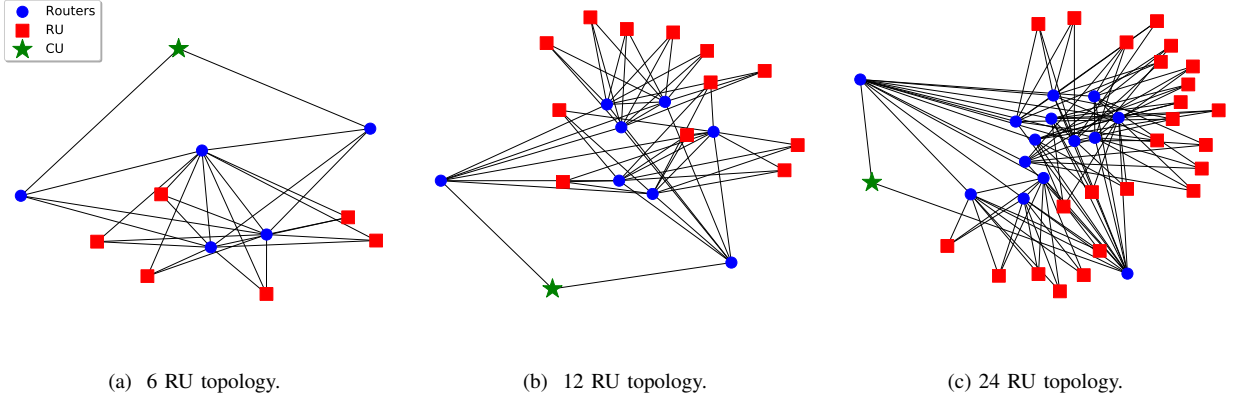 Routers
RU
CU
(a) 6 RU topology.
(b) 12 RU topology.
(c) 24 RU topology.